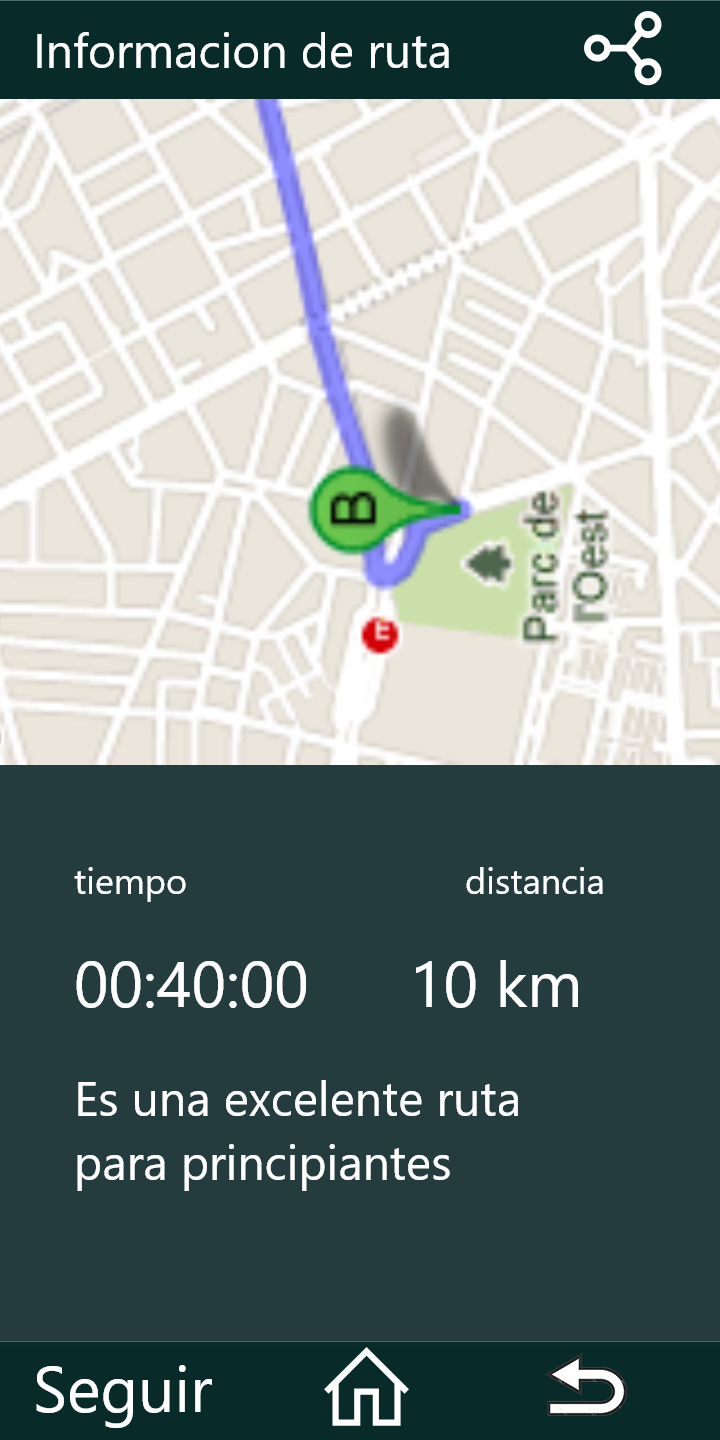 Informacion de ruta
B
E
Parc de
l'Oest
tiempo
distancia
00:40:00
10 km
Es una excelente ruta
para principiantes
Seguir